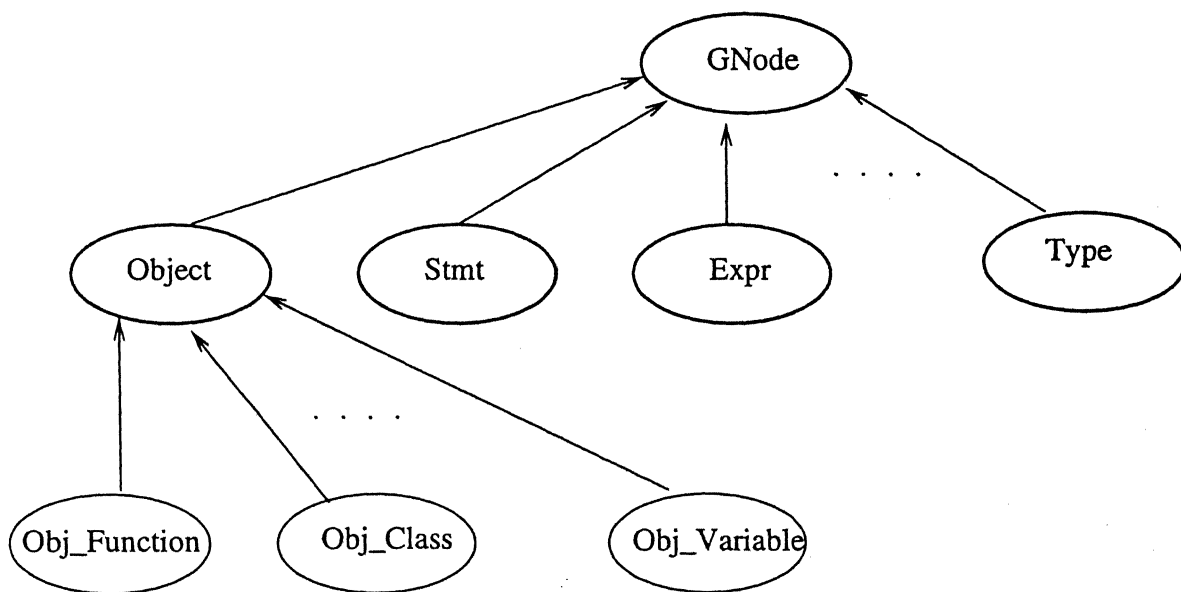 GNode
. . . .
Object
Stmt
Expr
Type
. . . .
Obj_Function
Obj_Class
Obj_Variable